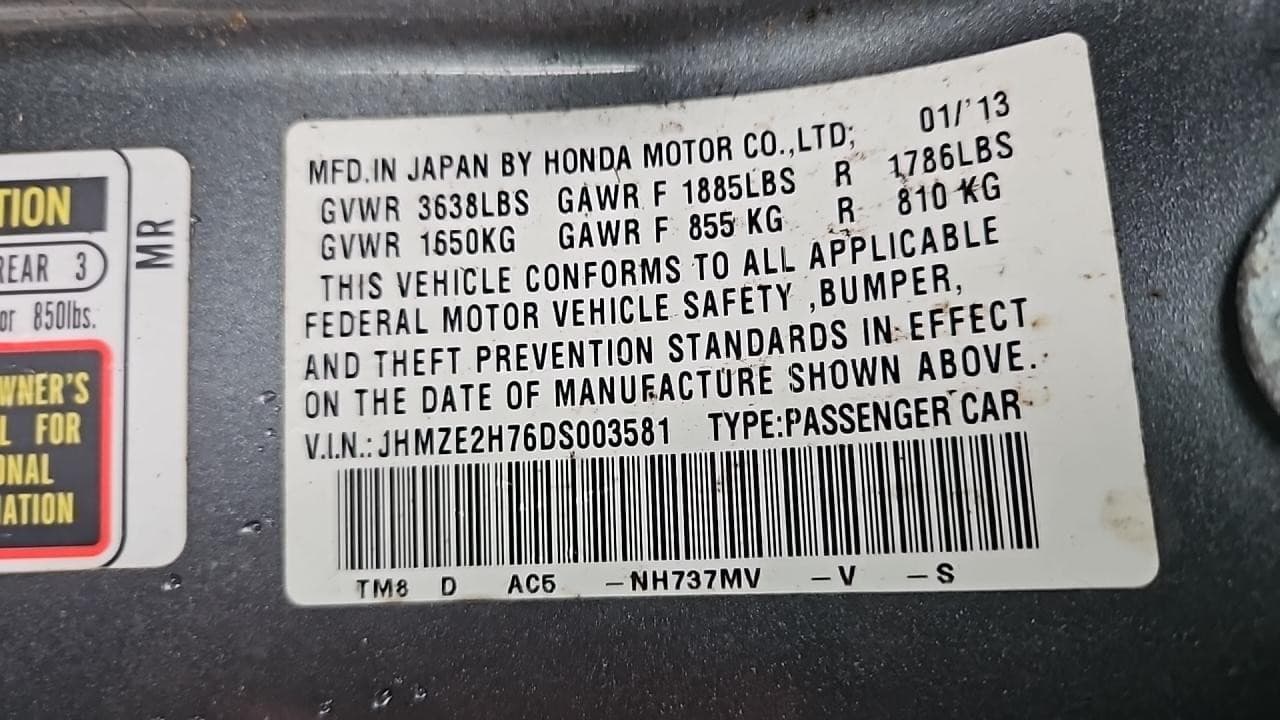 TION
REAR 3
or 850lbs.
WNER'S
L FOR
ONAL
MATION
MR
MFD.IN JAPAN BY HONDA MOTOR CO.,LTD; 01/'13
GVWR 3638LBS GAWR F 1885LBS R 1786LBS
GVWR 1650KG GAWR F 855 KG R 810 KG
THIS VEHICLE CONFORMS TO ALL APPLICABLE
FEDERAL MOTOR VEHICLE SAFETY ,BUMPER,
AND THEFT PREVENTION STANDARDS IN EFFECT
ON THE DATE OF MANUFACTURE SHOWN ABOVE.
V.I.N.: JHMZE2H76DS003581 TYPE:PASSENGER CAR
TM8 D AC5 –NH737MV –V –S